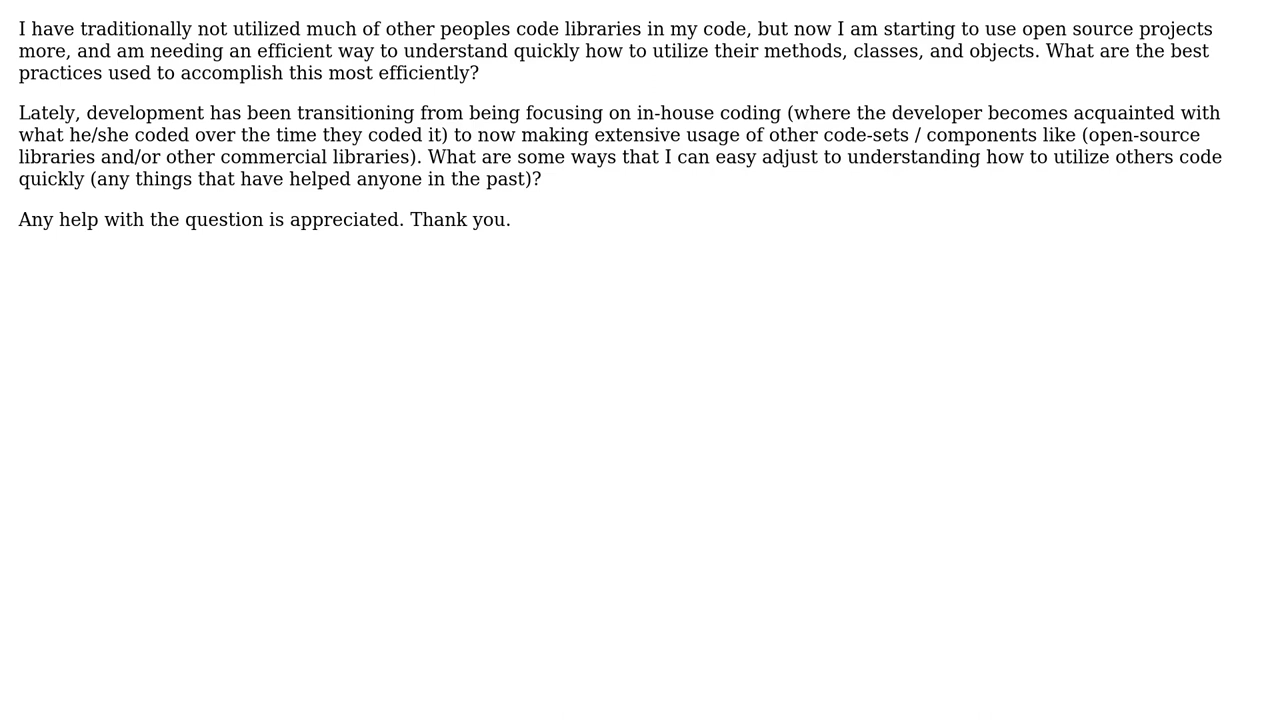 I have traditionally not utilized much of other peoples code libraries in my code, but now I am starting to use open source projects
more, and am needing an efficient way to understand quickly how to utilize their methods, classes, and objects. What are the best
practices used to accomplish this most efficiently?
Lately, development has been transitioning from being focusing on in-house coding (where the developer becomes acquainted with
what he/she coded over the time they coded it) to now making extensive usage of other code-sets / components like (open-source
libraries and/or other commercial libraries). What are some ways that I can easy adjust to understanding how to utilize others code
quickly (any things that have helped anyone in the past)?
Any help with the question is appreciated. Thank you.